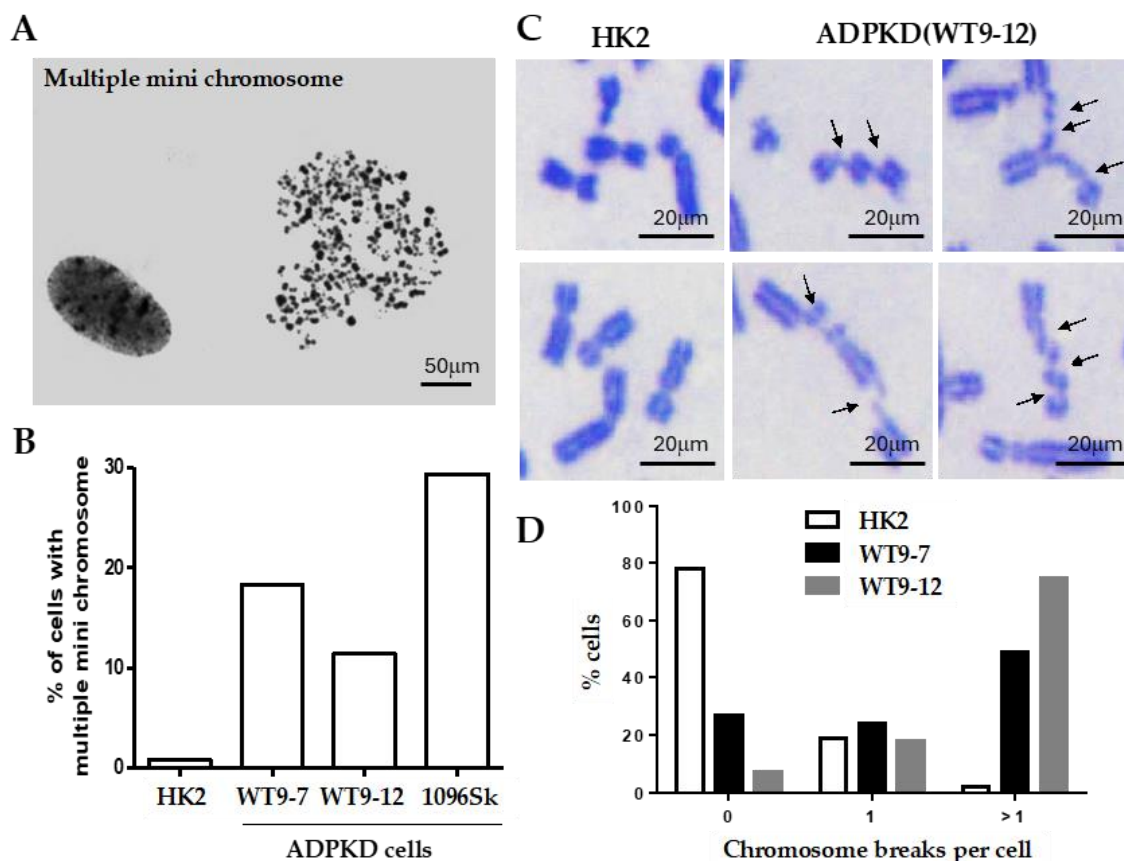 A
Multiple mini chromosome
50μm
B
% of cells with
multiple mini chromosome
30
20
10
0
HK2 WT9-7 WT9-12 1096Sk
ADPKD cells
C
HK2 ADPKD(WT9-12)
20μm 20μm 20μm
20μm 20μm 20μm
D
HK2
WT9-7
WT9-12
% cells
100
80
60
40
20
0
0 1 >1
Chromosome breaks per cell